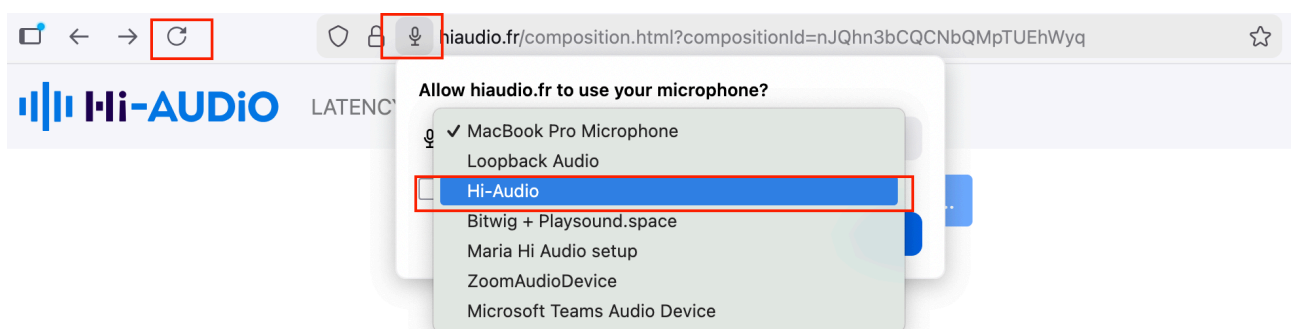 hiaudio.fr/composition.html?compositionId=nJQhn3bCQCNbQMpTUEhWyq
Hi-AUDiO LATENCY
Allow hiaudio.fr to use your microphone?
✓ MacBook Pro Microphone
Loopback Audio
Hi-Audio
..
Bitwig + Playsound.space
Maria Hi Audio setup
ZoomAudioDevice
Microsoft Teams Audio Device